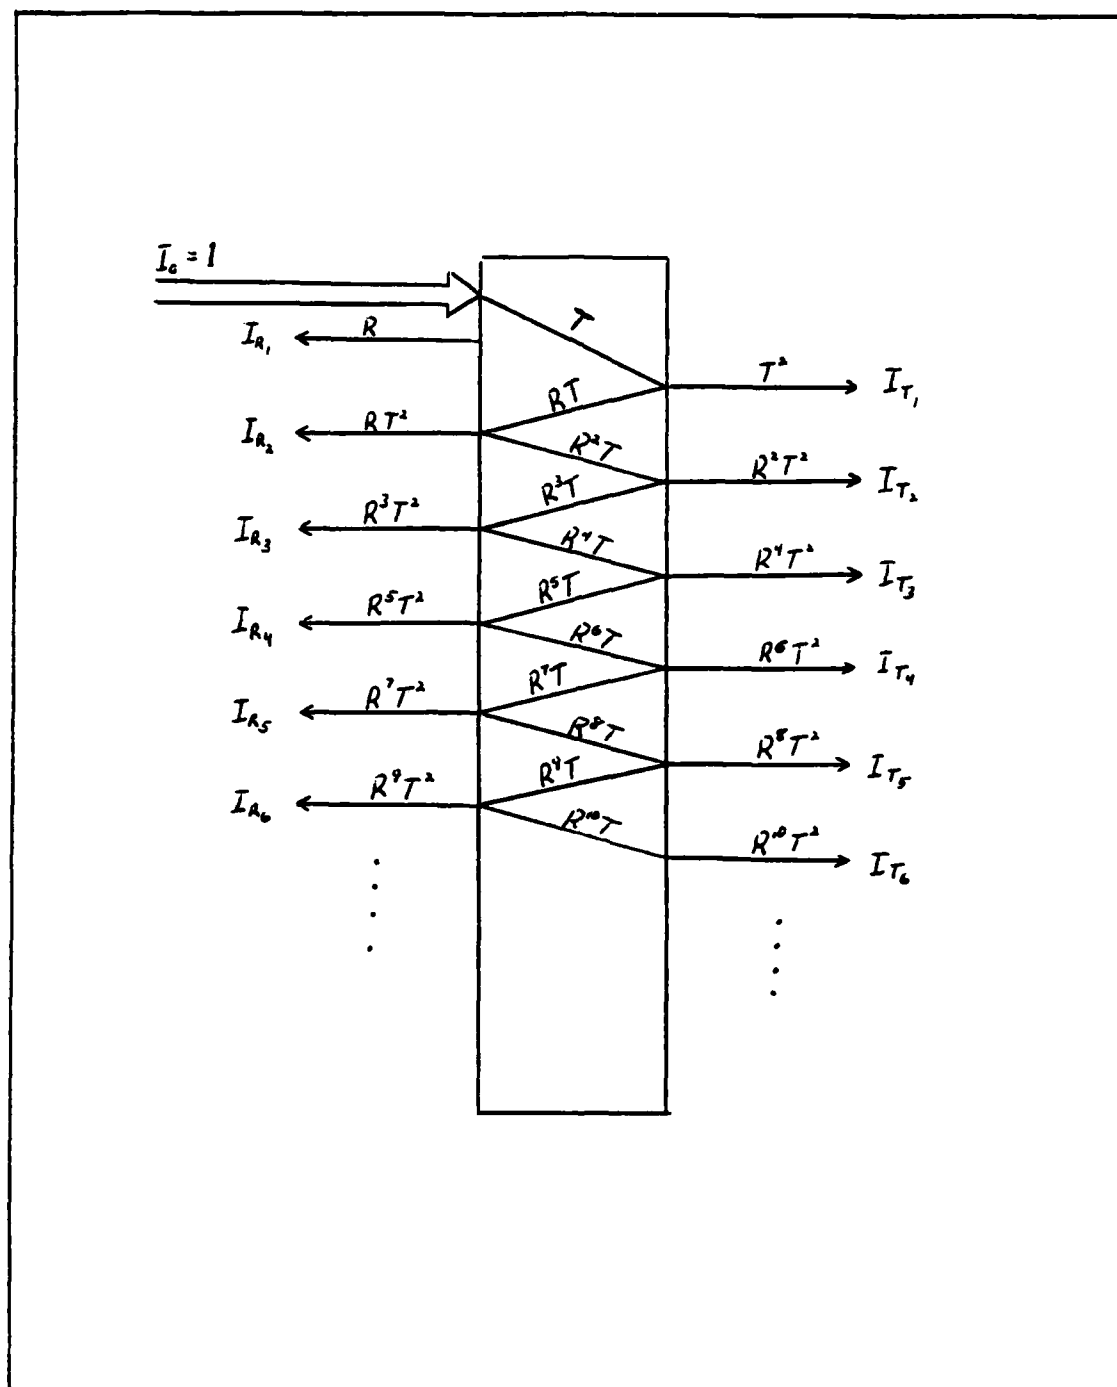 I₀ = 1
T
I_R₁ R
T² I_T₁
RT
I_R₂ RT²
R²T
R²T² I_T₂
R³T
I_R₃ R³T²
R⁴T
R⁴T² I_T₃
R⁵T
I_R₄ R⁵T²
R⁶T
R⁶T² I_T₄
R⁷T
I_R₅ R⁷T²
R⁸T
R⁸T² I_T₅
R⁹T
I_R₆ R⁹T²
R¹⁰T
R¹⁰T² I_T₆